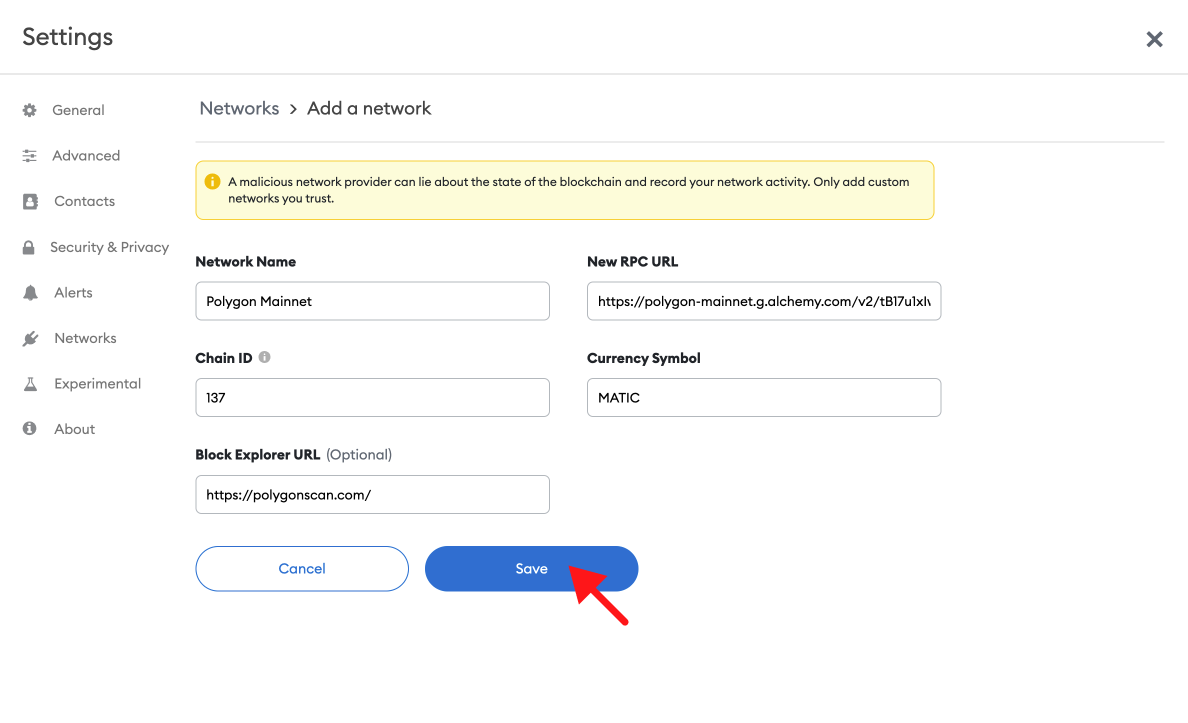 Settings
General
Advanced
Contacts
Security & Privacy
Alerts
Networks
Experimental
About
Networks > Add a network
A malicious network provider can lie about the state of the blockchain and record your network activity. Only add custom
networks you trust.
Network Name
Polygon Mainnet
New RPC URL
https://polygon-mainnet.g.alchemy.com/v2/
Chain ID
137
Currency Symbol
MATIC
Block Explorer URL (Optional)
https://polygonscan.com/
Cancel
Save